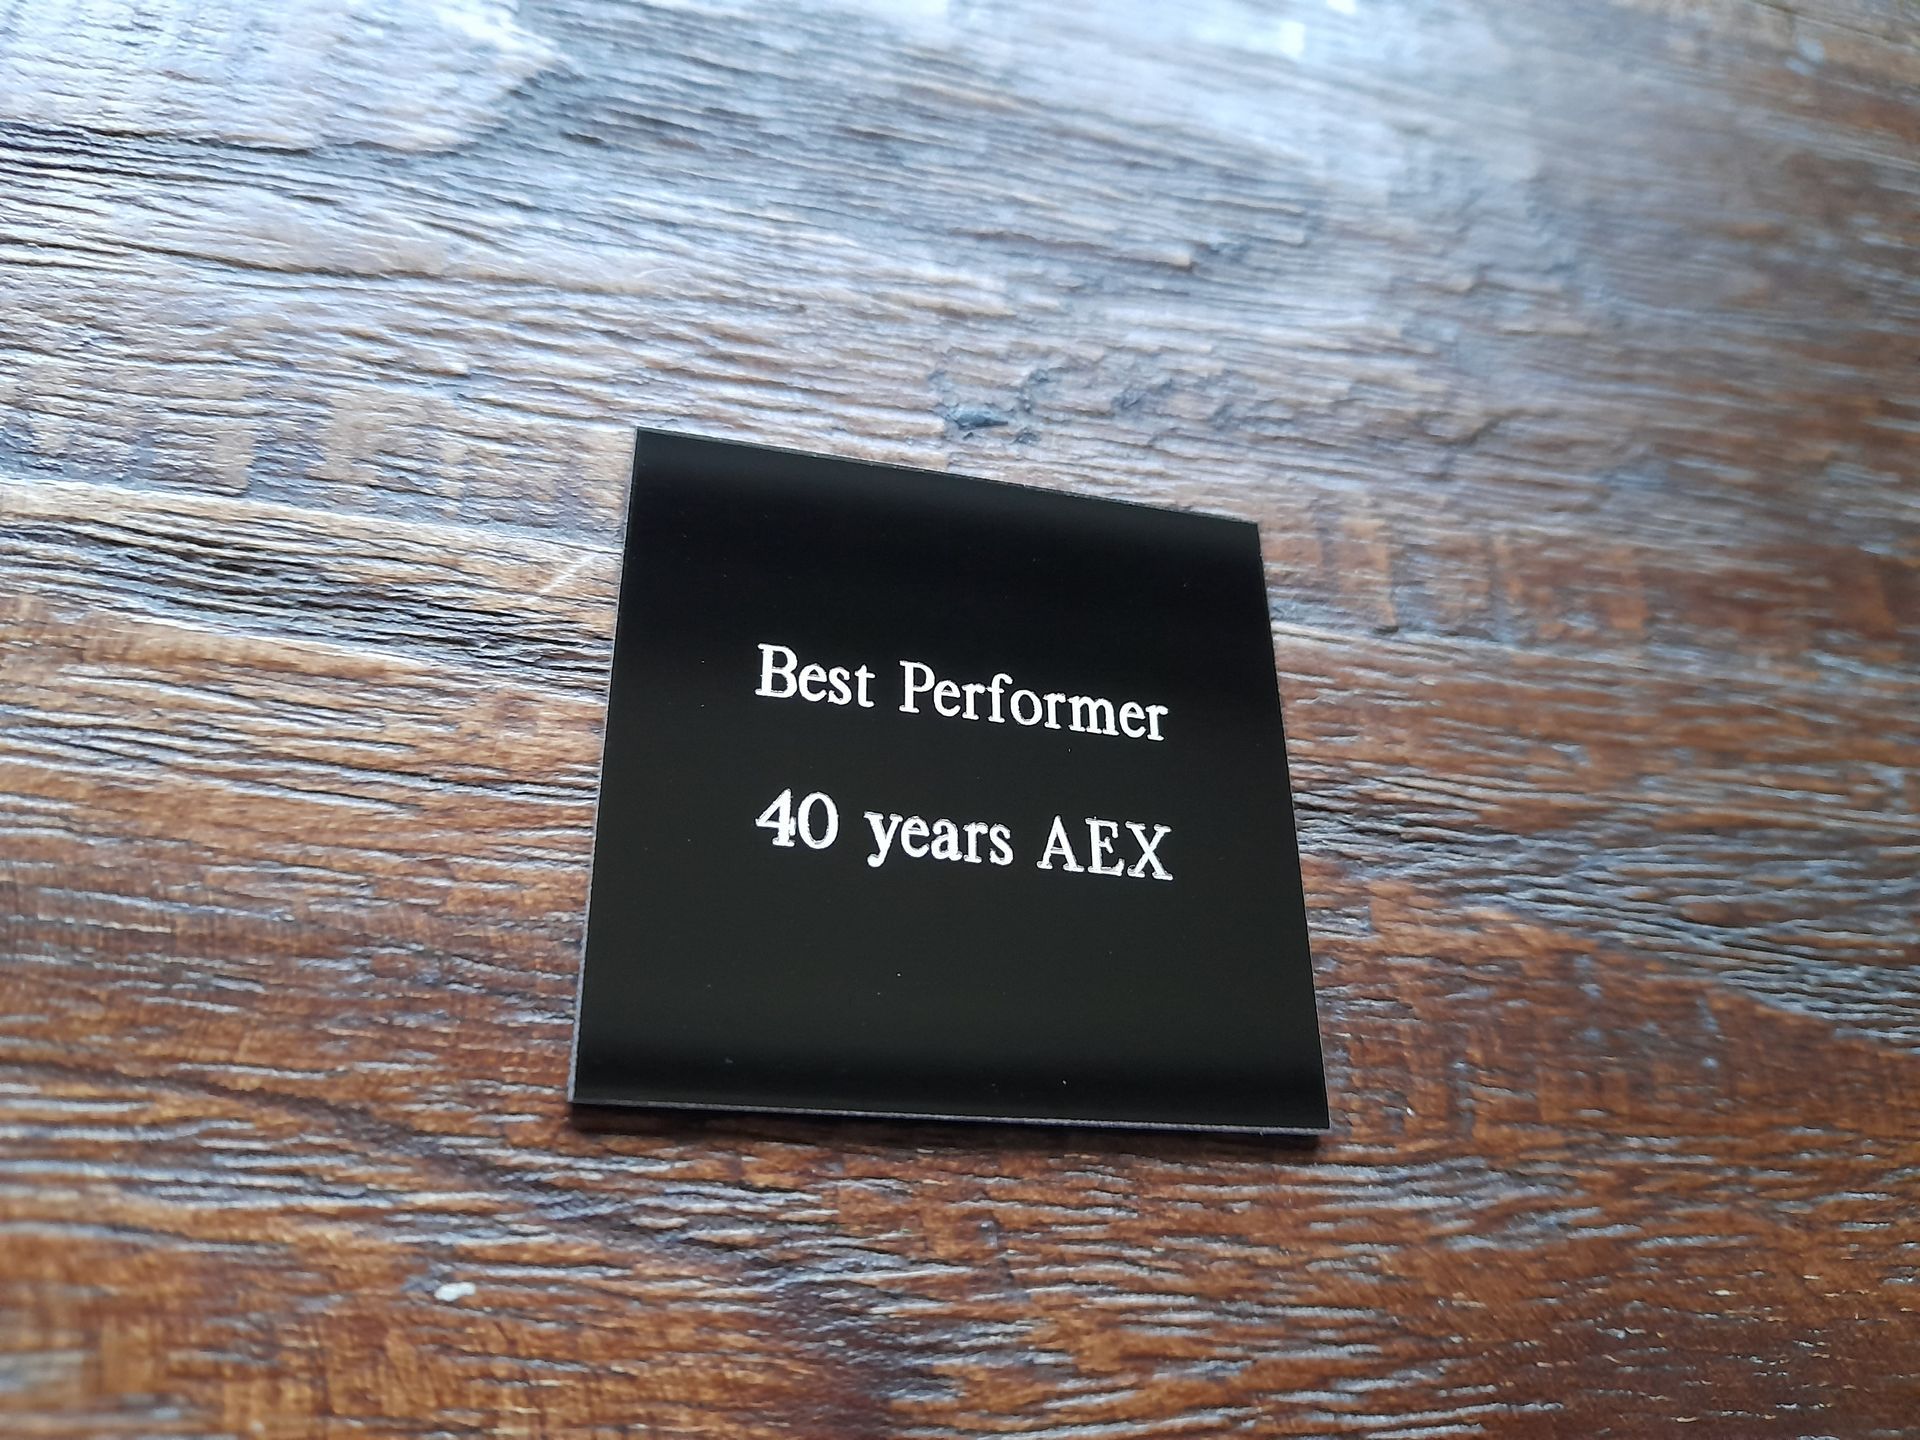 Best Performer
40 years AEX